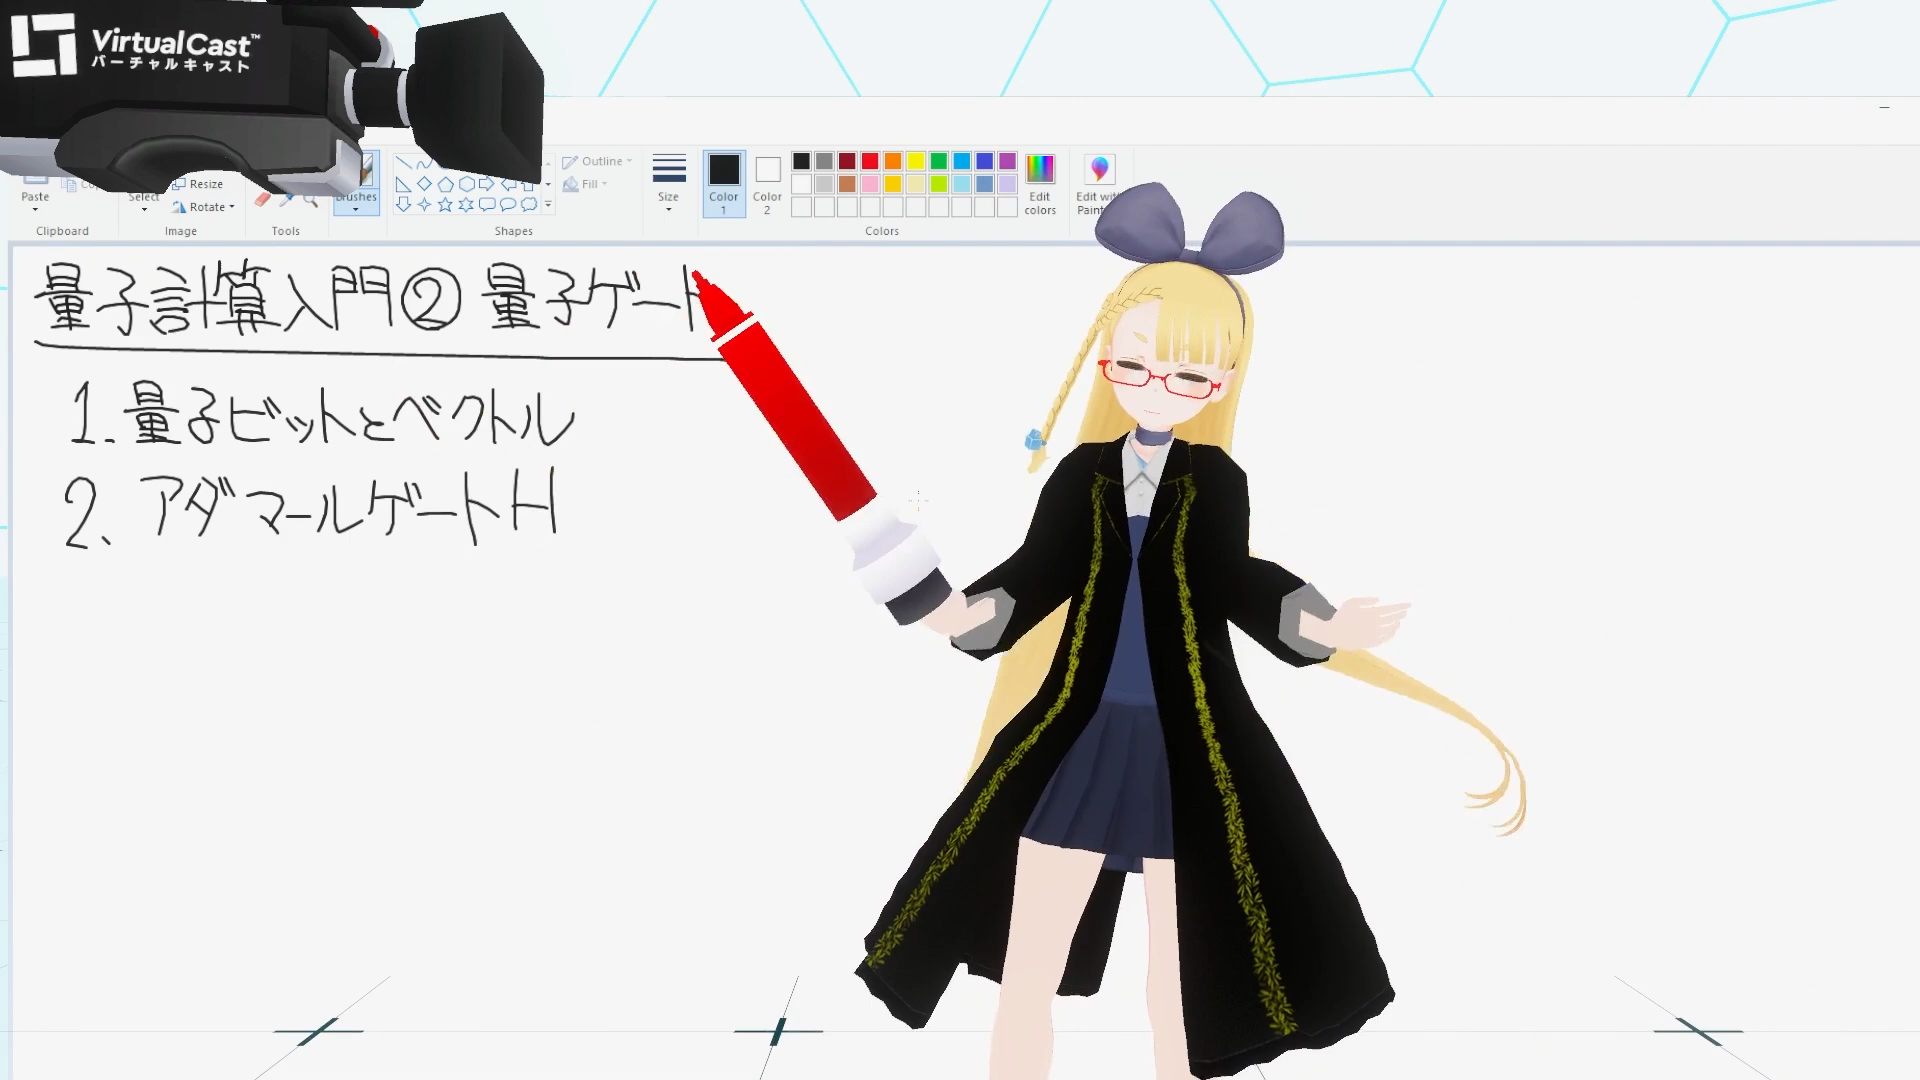 VirtualCast™
バーチャルキャスト
Outline
Fill
Resize
Rotate
Paste
Select
Brushes
Size
Color 1
Color 2
Edit colors
Clipboard
Image
Tools
Shapes
Colors
量子計算入門② 量子ゲート
1. 量子ビットとベクトル
2. アダマールゲートH